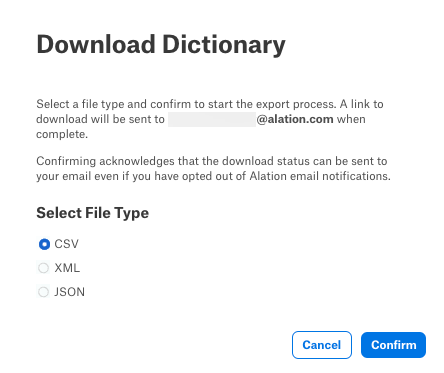 Download Dictionary
Select a file type and confirm to start the export process. A link to
download will be sent to @alation.com when
complete.
Confirming acknowledges that the download status can be sent to
your email even if you have opted out of Alation email notifications.
Select File Type
CSV
XML
JSON
Cancel
Confirm